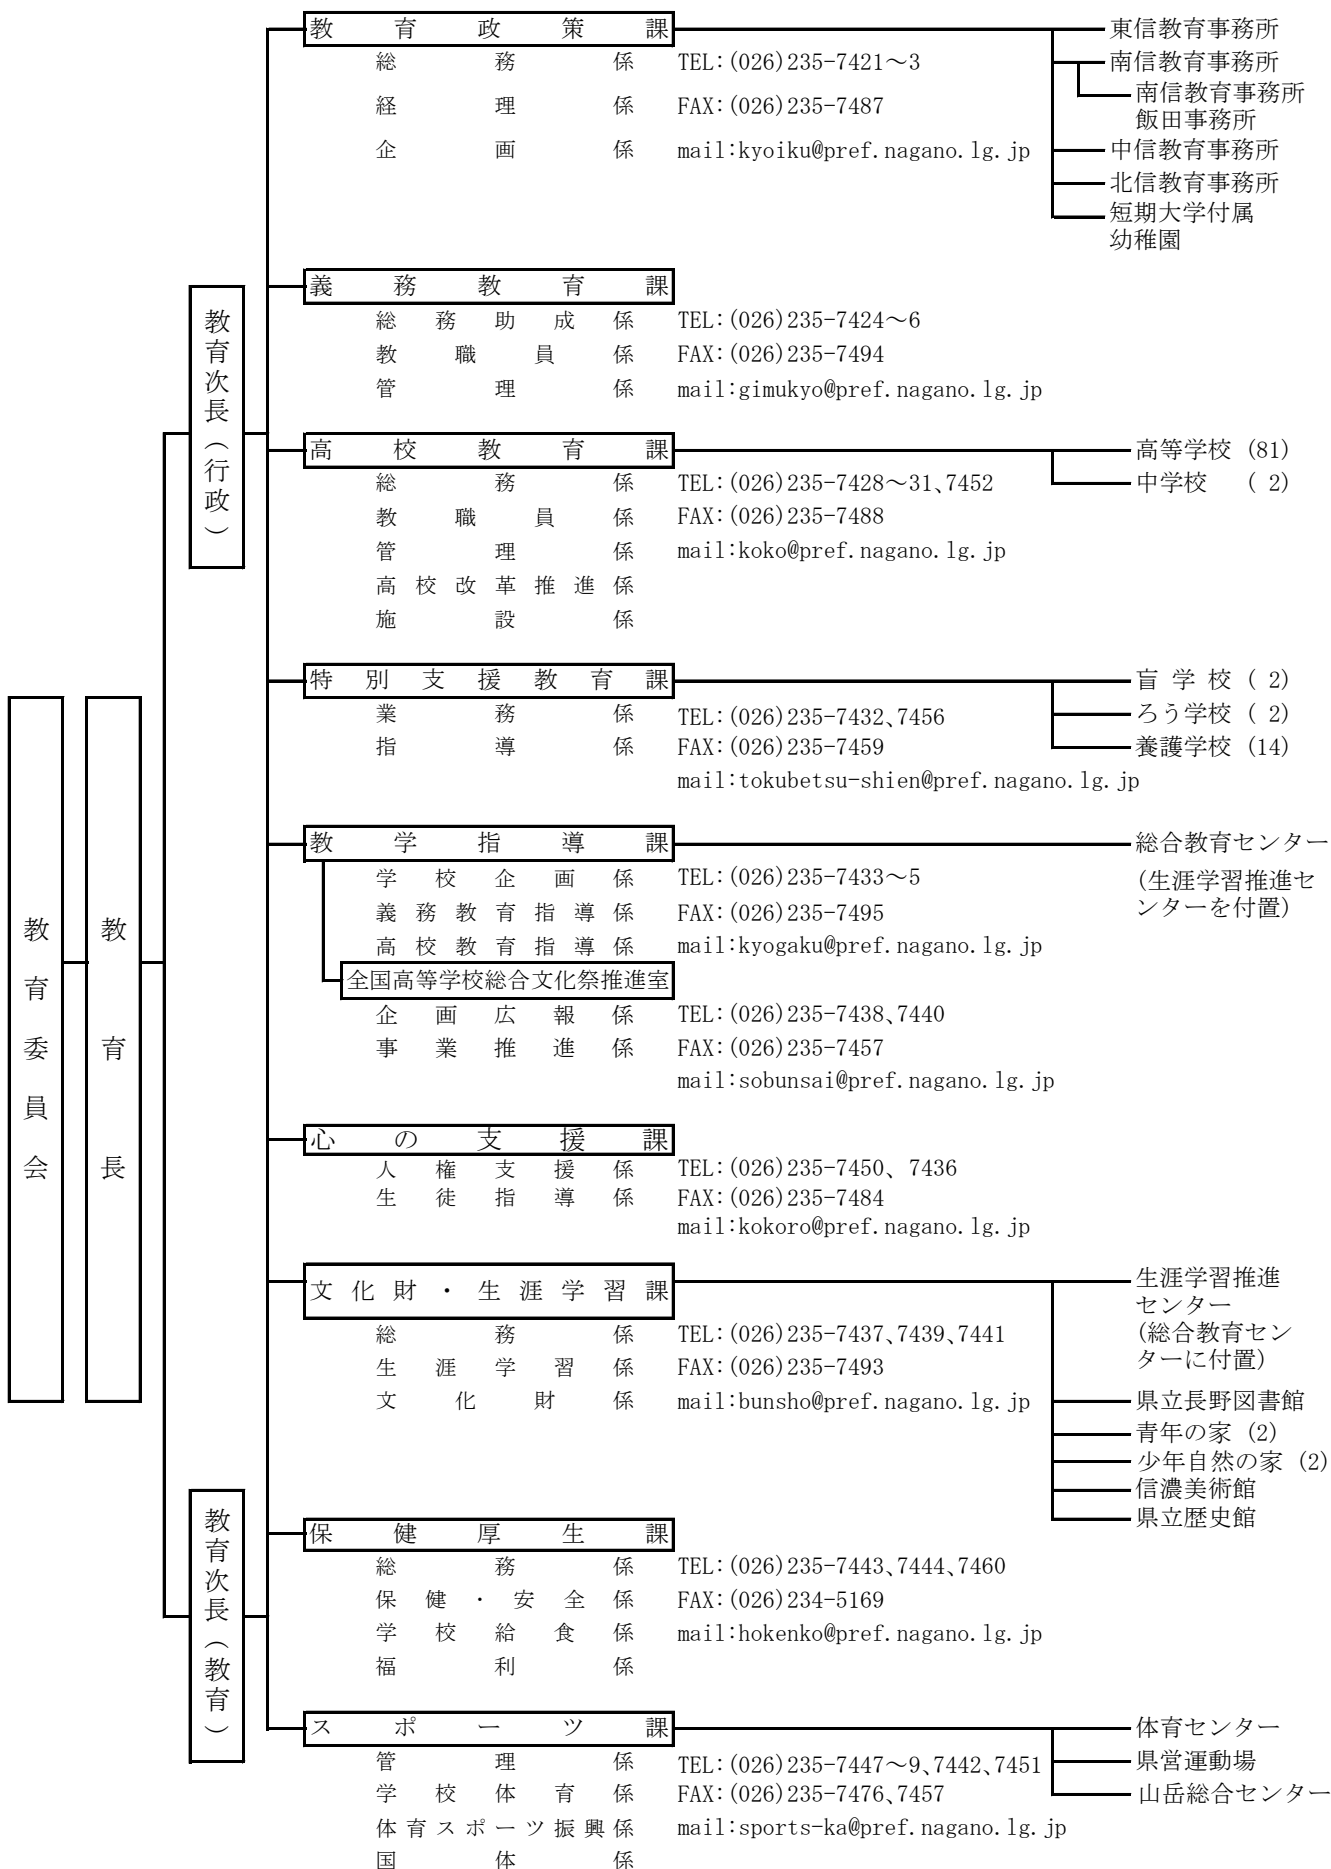 教育委員会
教育長
教育次長(行政)
教育次長(教育)
教育政策課
総務係 TEL:(026)235-7421～3
経理係 FAX:(026)235-7487
企画係 mail:kyoiku@pref.nagano.lg.jp
東信教育事務所
南信教育事務所
南信教育事務所
飯田事務所
中信教育事務所
北信教育事務所
短期大学付属
幼稚園
義務教育課
総務助成係 TEL:(026)235-7424～6
教職員係 FAX:(026)235-7494
管理係 mail:gimukyo@pref.nagano.lg.jp
高校教育課
総務係 TEL:(026)235-7428～31、7452
教職員係 FAX:(026)235-7488
管理係 mail:koko@pref.nagano.lg.jp
高校改革推進係
施設係
高等学校 (81)
中学校 ( 2)
特別支援教育課
業務係 TEL:(026)235-7432、7456
指導係 FAX:(026)235-7459
mail:tokubetsu-shien@pref.nagano.lg.jp
盲学校 ( 2)
ろう学校 ( 2)
養護学校 (14)
教学指導課
学校企画係 TEL:(026)235-7433～5
義務教育指導係 FAX:(026)235-7495
高校教育指導係 mail:kyogaku@pref.nagano.lg.jp
総合教育センター
(生涯学習推進セ
ンターを付置)
全国高等学校総合文化祭推進室
企画広報係 TEL:(026)235-7438、7440
事業推進係 FAX:(026)235-7457
mail:sobunsai@pref.nagano.lg.jp
心の支援課
人権支援係 TEL:(026)235-7450、7436
生徒指導係 FAX:(026)235-7484
mail:kokoro@pref.nagano.lg.jp
文化財・生涯学習課
総務係 TEL:(026)235-7437、7439、7441
生涯学習係 FAX:(026)235-7493
文化財係 mail:bunsho@pref.nagano.lg.jp
生涯学習推進
センター
(総合教育セン
ターに付置)
県立長野図書館
青年の家 (2)
少年自然の家 (2)
信濃美術館
県立歴史館
保健厚生課
総務係 TEL:(026)235-7443、7444、7460
保健・安全係 FAX:(026)234-5169
学校給食係 mail:hokenko@pref.nagano.lg.jp
福利係
スポーツ課
管理係 TEL:(026)235-7447～9、7442、7451
学校体育係 FAX:(026)235-7476、7457
体育スポーツ振興係 mail:sports-ka@pref.nagano.lg.jp
国体係
体育センター
県営運動場
山岳総合センター